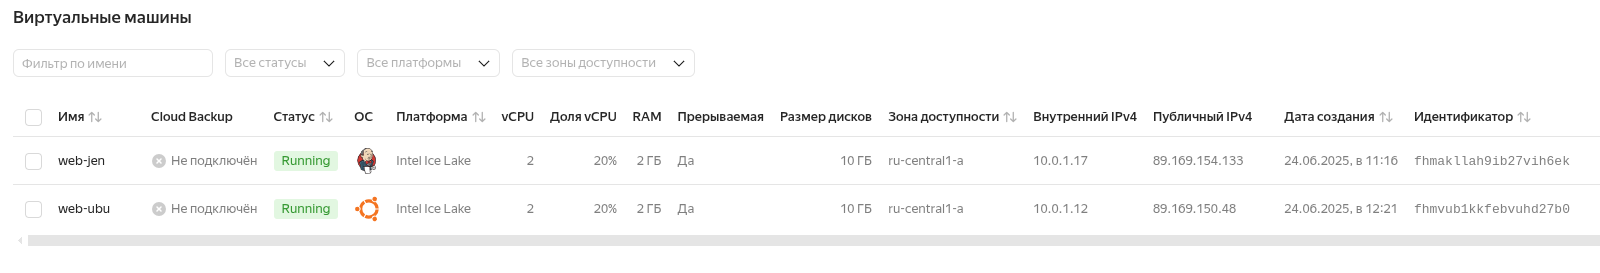 Виртуальные машины
Фильтр по имени Все статусы Все платформы Все зоны доступности
Имя Cloud Backup Статус ОС Платформа vCPU Доля vCPU RAM Прерываемая Размер дисков Зона доступности Внутренний IPv4 Публичный IPv4 Дата создания Идентификатор
web-jen Не подключён Running Intel Ice Lake 2 20% 2 ГБ Да 10 ГБ ru-central1-a 10.0.1.17 89.169.154.133 24.06.2025, в 11:16 fhmakllah9ib27vih6ek
web-ubu Не подключён Running Intel Ice Lake 2 20% 2 ГБ Да 10 ГБ ru-central1-a 10.0.1.12 89.169.150.48 24.06.2025, в 12:21 fhmvub1kkfebvuhd27b0